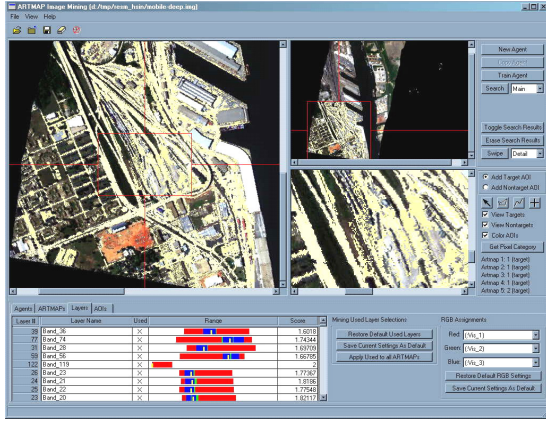 ARTMAP Image Mining [d:/tmp/resm_hsin/mobile-deep.img]
File View Help
New Agent
Copy Agent
Train Agent
Search Main
Toggle Search Results
Erase Search Results
Swipe Detail
Add Target AOI
Add Nontarget AOI
View Targets
View Nontargets
Color AOIs
Get Pixel Category
Artmap 1: 1 (target)
Artmap 2: 1 (target)
Artmap 3: 1 (target)
Artmap 4: 1 (target)
Artmap 5: 2 (target)
Agents ARTMAPs Layers AOIs
Layer # Layer Name Used Range Score
39 Band_36 X 1.6018
77 Band_74 X 1.74344
31 Band_28 X 1.69709
59 Band_56 X 1.66785
122 Band_119 X 2
26 Band_23 X 1.77367
24 Band_21 X 1.8186
25 Band_22 X 1.77548
23 Band_20 X 1.82117
Mining Used Layer Selections
Restore Default Used Layers
Save Current Settings As Default
Apply Used to all ARTMAPs
RGB Assignments
Red: (:Vis_1)
Green: (:Vis_2)
Blue: (:Vis_3)
Restore Default RGB Settings
Save Current Settings As Default